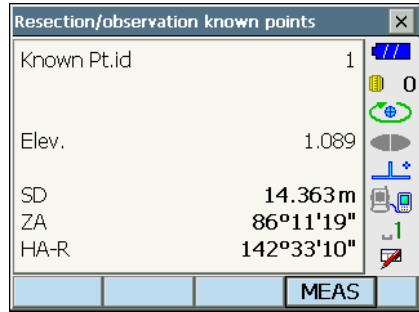 Resection/observation known points
Known Pt.id 1
0
Elev. 1.089
SD 14.363 m
ZA 86°11'19"
HA-R 142°33'10"
1
MEAS